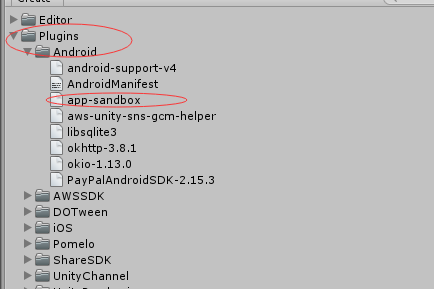 Create
Editor
Plugins
Android
android-support-v4
AndroidManifest
app-sandbox
aws-unity-sns-gcm-helper
libsqlite3
okhttp-3.8.1
okio-1.13.0
PayPalAndroidSDK-2.15.3
AWSSDK
DOTween
iOS
Pomelo
ShareSDK
UnityChannel